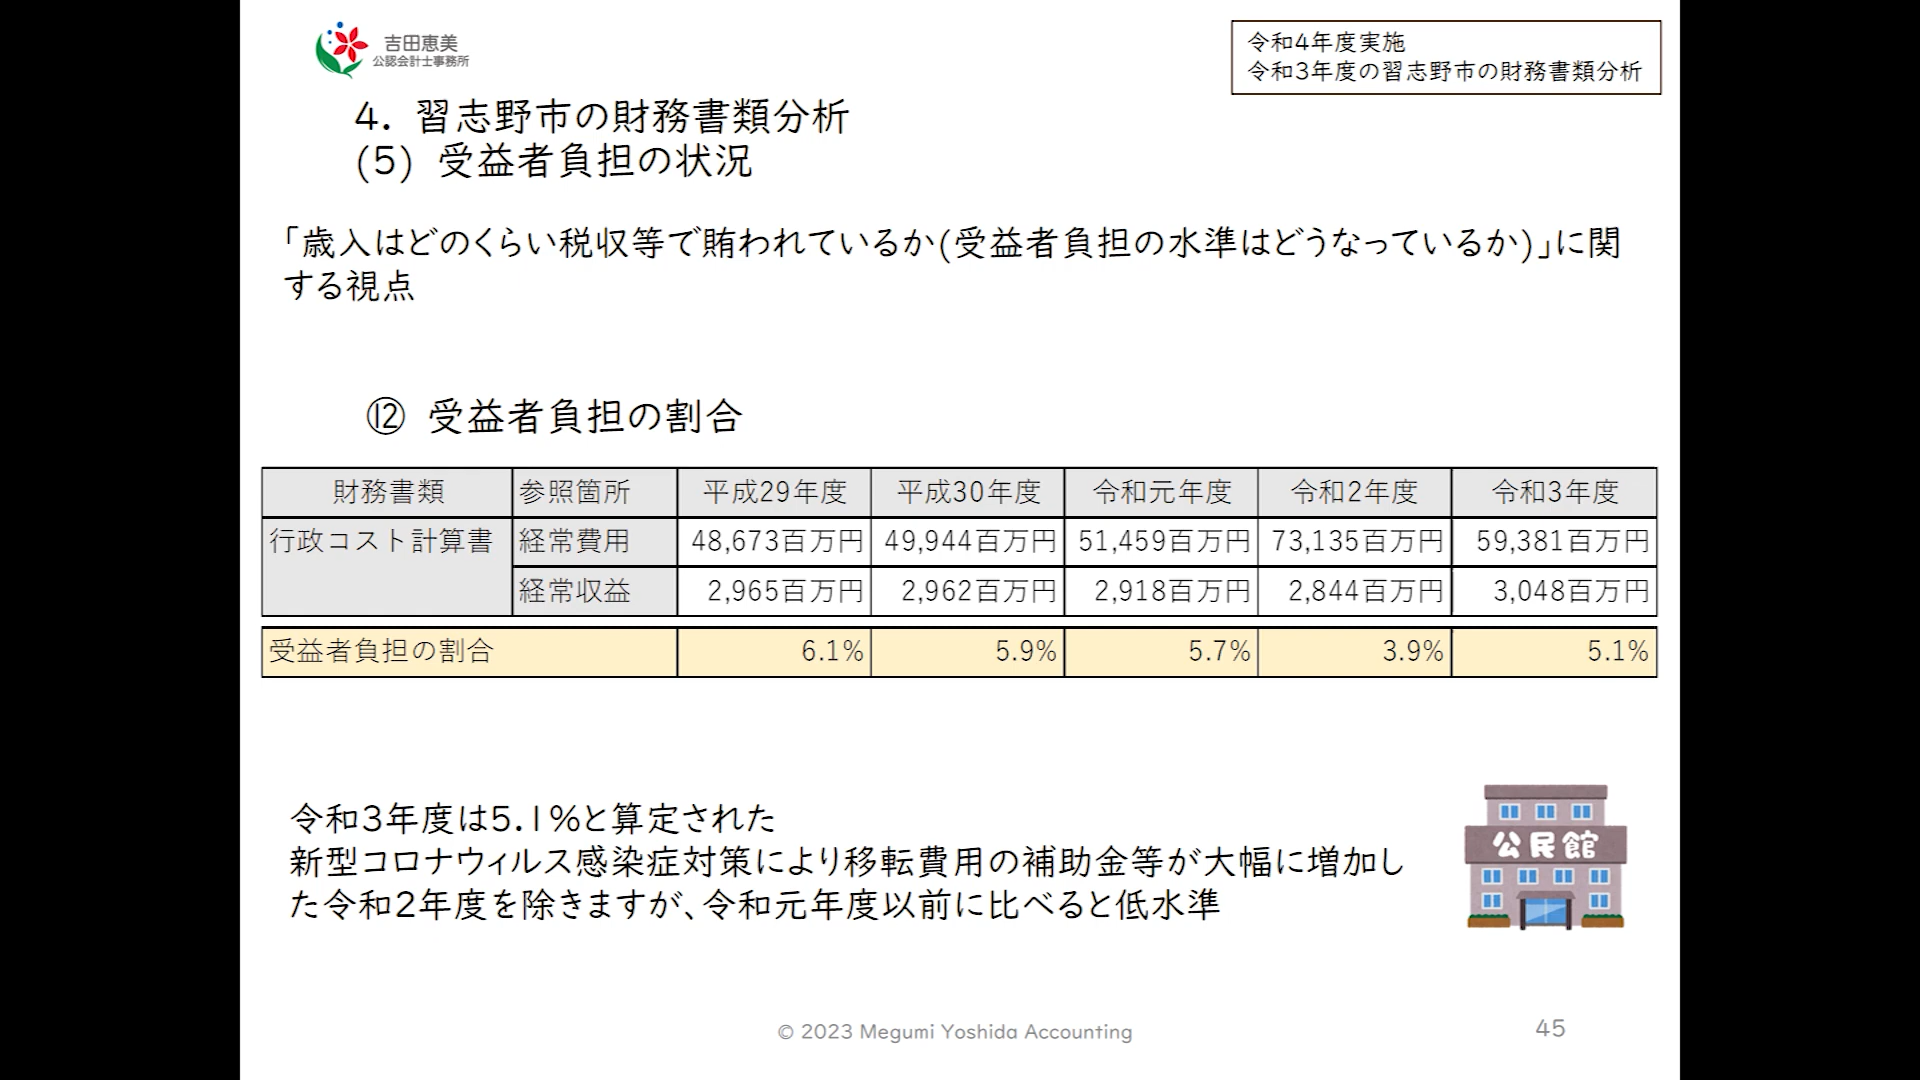 吉田恵美
公認会計士事務所
令和4年度実施
令和3年度の習志野市の財務書類分析
4. 習志野市の財務書類分析
(5) 受益者負担の状況
「歳入はどのくらい税収等で賄われているか(受益者負担の水準はどうなっているか)」に関
する視点
⑫ 受益者負担の割合
財務書類 参照箇所 平成29年度 平成30年度 令和元年度 令和2年度 令和3年度
行政コスト計算書 経常費用 48,673百万円 49,944百万円 51,459百万円 73,135百万円 59,381百万円
経常収益 2,965百万円 2,962百万円 2,918百万円 2,844百万円 3,048百万円
受益者負担の割合 6.1% 5.9% 5.7% 3.9% 5.1%
令和3年度は5.1%と算定された
新型コロナウィルス感染症対策により移転費用の補助金等が大幅に増加し
た令和2年度を除きますが、令和元年度以前に比べると低水準
公民館
© 2023 Megumi Yoshida Accounting
45